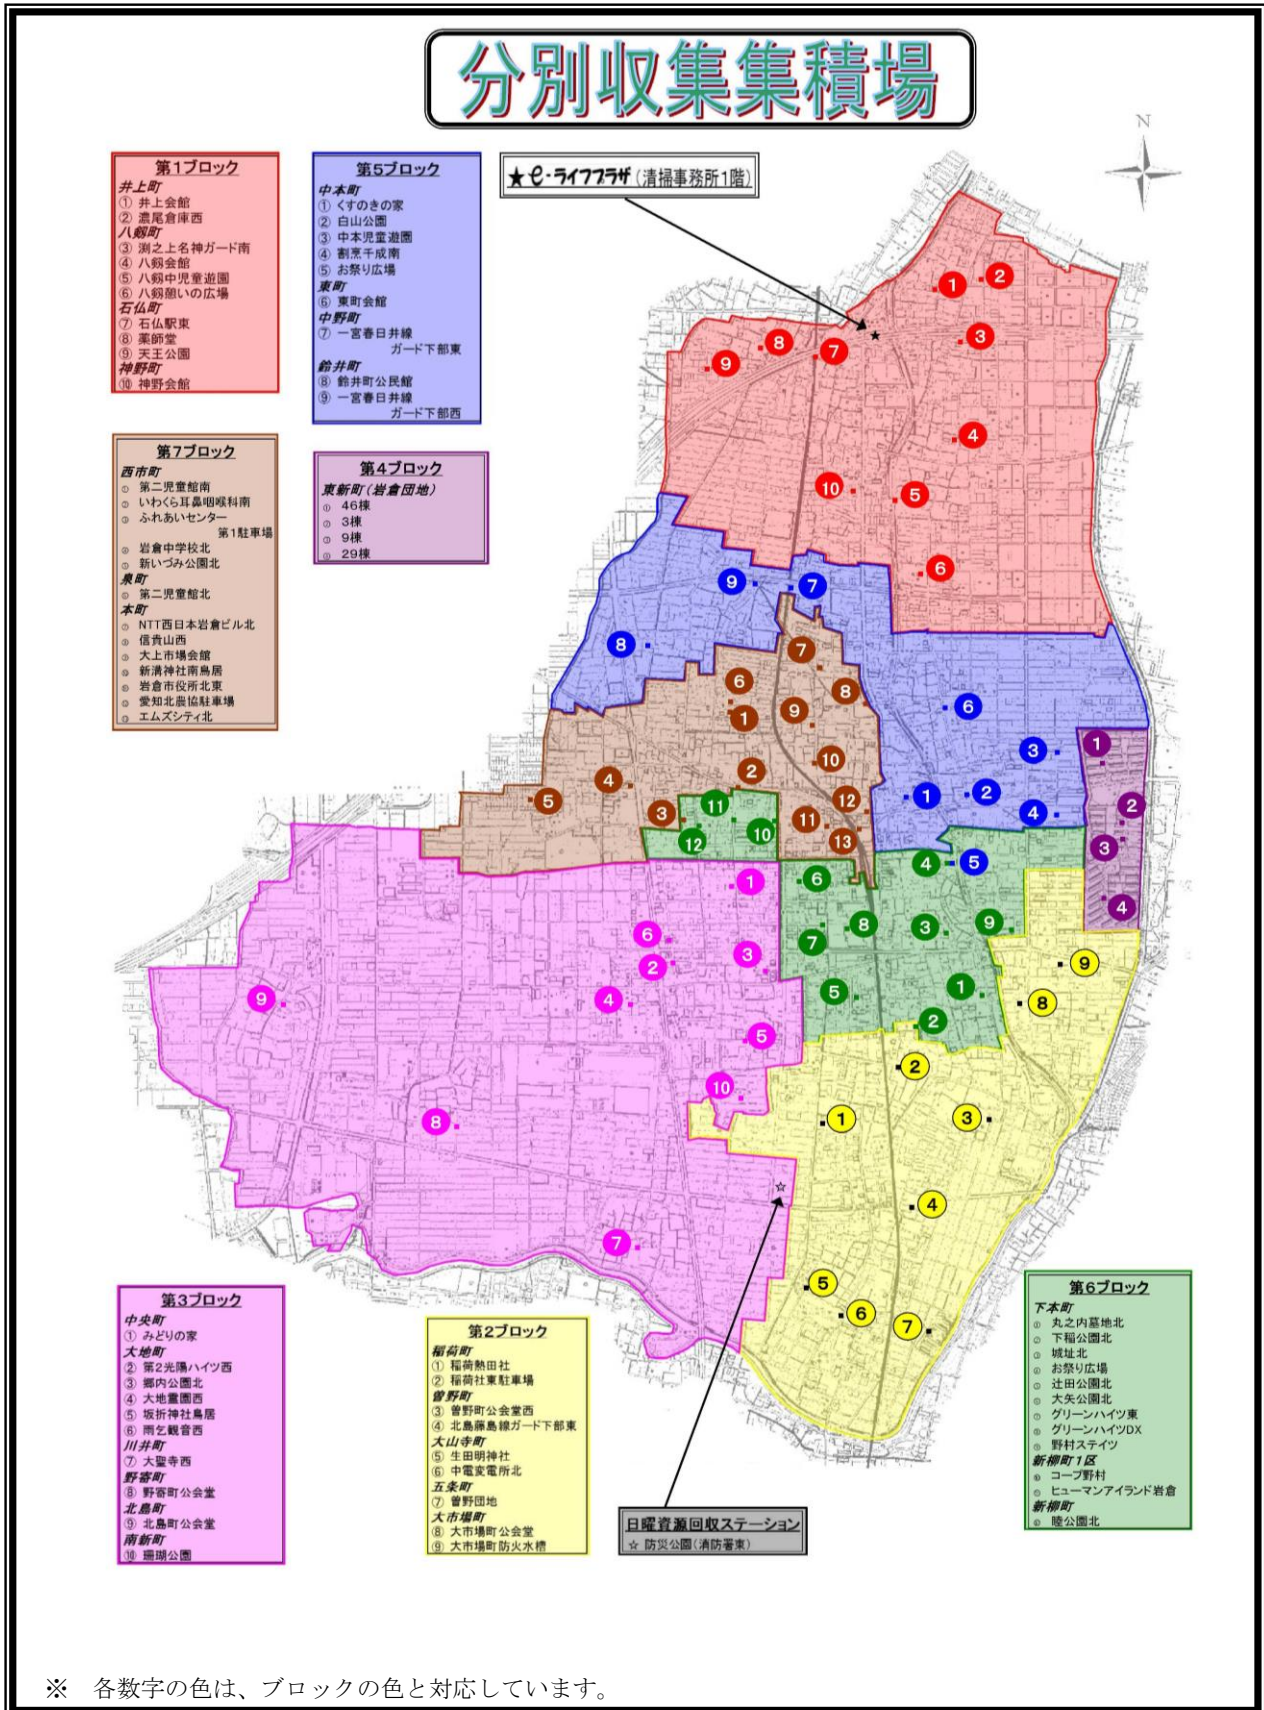 分別収集集積場
N
★ e-ライフプラザ (清掃事務所1階)
第1ブロック
井上町
① 井上会館
② 濃尾倉庫西
八剱町
③ 渕之上名神ガード南
④ 八剱会館
⑤ 八剱中児童遊園
⑥ 八剱憩いの広場
石仏町
⑦ 石仏駅東
⑧ 薬師堂
⑨ 天王公園
神野町
⑩ 神野会館
第5ブロック
中本町
① くすのきの家
② 白山公園
③ 中本児童遊園
④ 割烹千成南
⑤ お祭り広場
東町
⑥ 東町会館
中野町
⑦ 一宮春日井線
ガード下部東
鈴井町
⑧ 鈴井町公民館
⑨ 一宮春日井線
ガード下部西
第7ブロック
西市町
第二児童館南
いわくら耳鼻咽喉科南
ふれあいセンター
第1駐車場
岩倉中学校北
新いづみ公園北
泉町
第二児童館北
本町
NTT西日本岩倉ビル北
信貴山西
大上市場会館
新溝神社南鳥居
岩倉市役所北東
愛知北農協駐車場
エムズシティ北
第4ブロック
東新町(岩倉団地)
46棟
3棟
9棟
29棟
第3ブロック
中央町
① みどりの家
大地町
② 第2光陽ハイツ西
③ 郷内公園北
④ 大地霊園西
⑤ 坂折神社鳥居
⑥ 雨乞観音西
川井町
⑦ 大聖寺西
野寄町
⑧ 野寄町公会堂
北島町
⑨ 北島町公会堂
南新町
⑩ 珊瑚公園
第2ブロック
稲荷町
① 稲荷熱田社
② 稲荷社東駐車場
曽野町
③ 曽野町公会堂西
④ 北島藤島線ガード下部東
大山寺町
⑤ 生田明神社
⑥ 中電変電所北
五条町
⑦ 曽野団地
大市場町
⑧ 大市場町公会堂
⑨ 大市場町防火水槽
日曜資源回収ステーション
☆ 防災公園(消防署東)
第6ブロック
下本町
丸之内墓地北
下稲公園北
城址北
お祭り広場
辻田公園北
大矢公園北
グリーンハイツ東
グリーンハイツDX
野村ステイツ
新柳町1区
コープ野村
ヒューマンアイランド岩倉
新柳町
睦公園北
※ 各数字の色は、ブロックの色と対応しています。